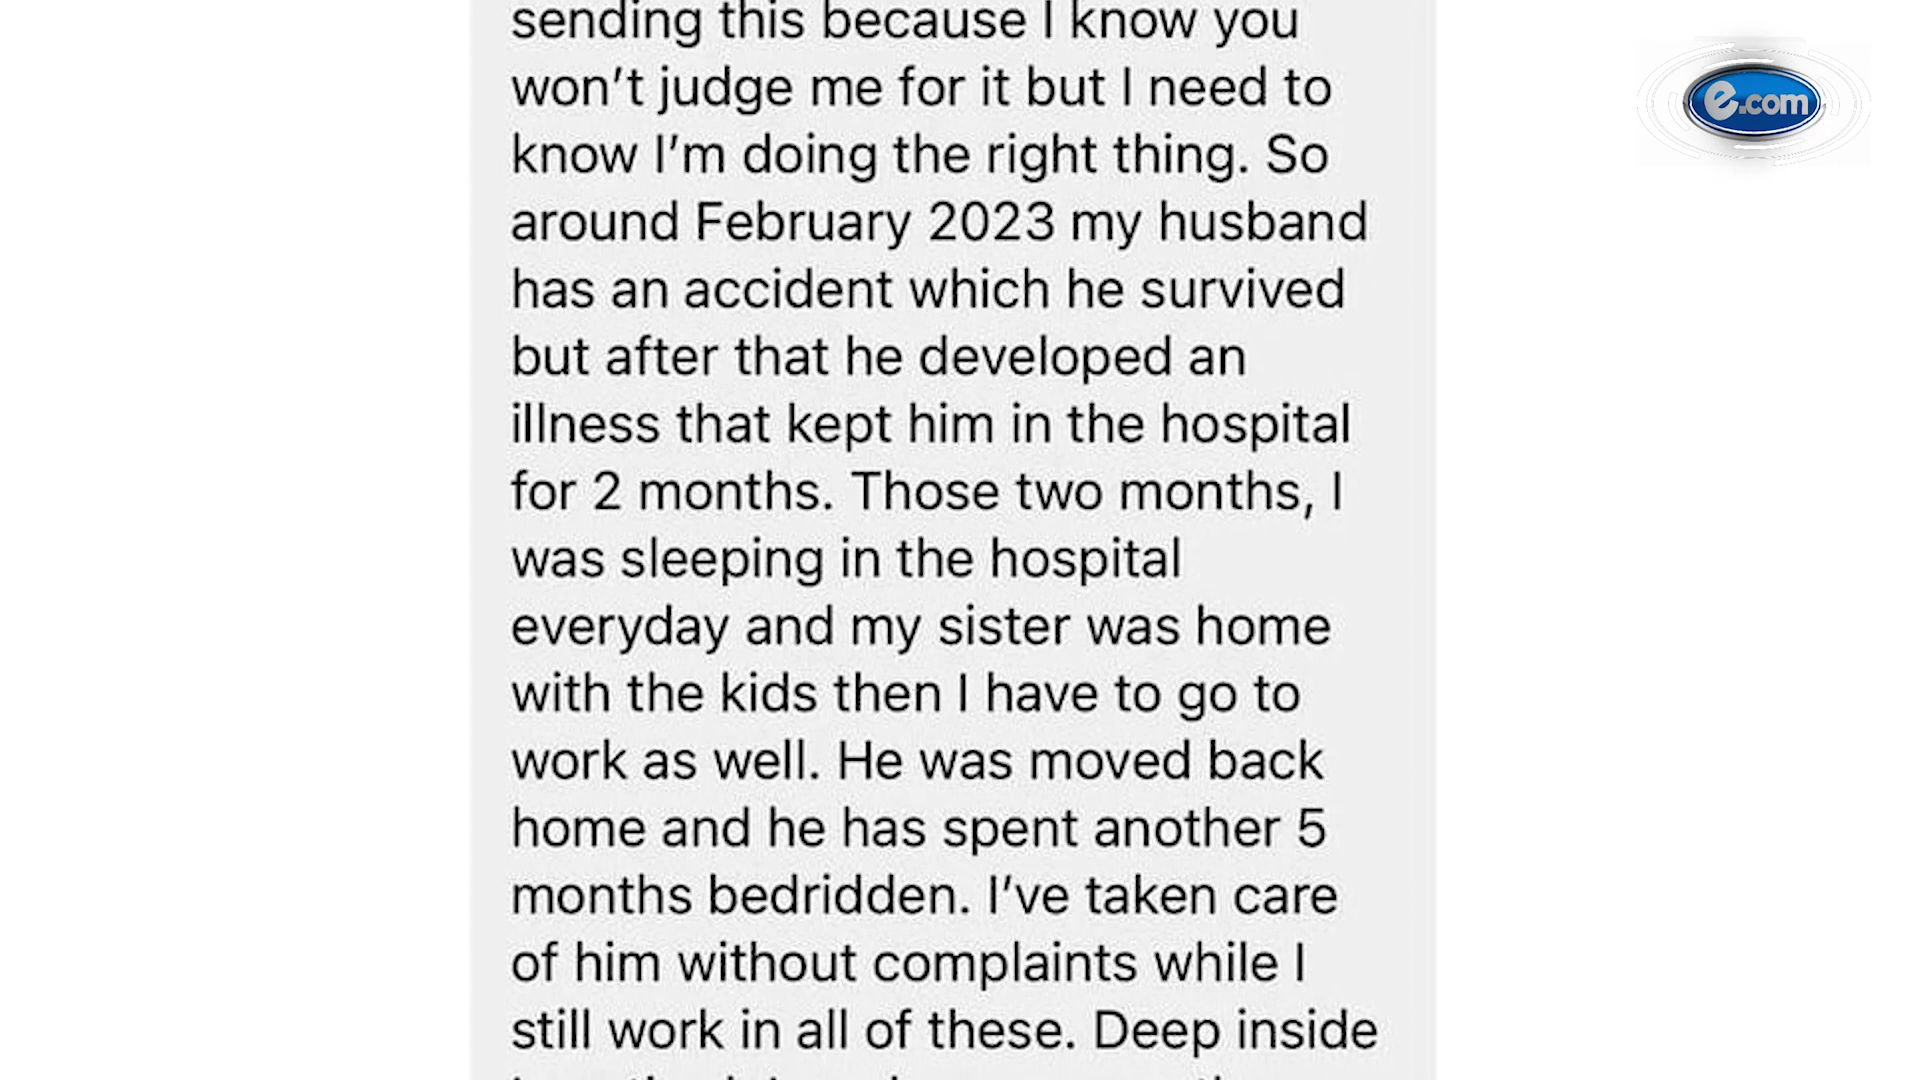 sending this because I know you
won't judge me for it but I need to
know I'm doing the right thing. So
around February 2023 my husband
has an accident which he survived
but after that he developed an
illness that kept him in the hospital
for 2 months. Those two months, I
was sleeping in the hospital
everyday and my sister was home
with the kids then I have to go to
work as well. He was moved back
home and he has spent another 5
months bedridden. I've taken care
of him without complaints while I
still work in all of these. Deep inside
e.com